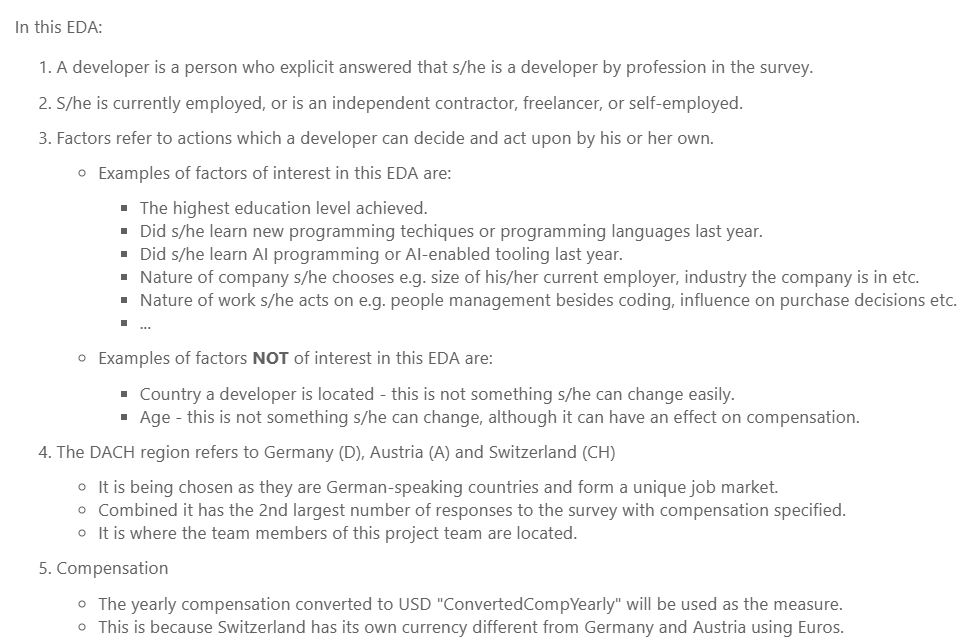 In this EDA:
1. A developer is a person who explicit answered that s/he is a developer by profession in the survey.
2. S/he is currently employed, or is an independent contractor, freelancer, or self-employed.
3. Factors refer to actions which a developer can decide and act upon by his or her own.
○ Examples of factors of interest in this EDA are:
▪ The highest education level achieved.
▪ Did s/he learn new programming techiques or programming languages last year.
▪ Did s/he learn AI programming or AI-enabled tooling last year.
▪ Nature of company s/he chooses e.g. size of his/her current employer, industry the company is in etc.
▪ Nature of work s/he acts on e.g. people management besides coding, influence on purchase decisions etc.
▪ ...
○ Examples of factors NOT of interest in this EDA are:
▪ Country a developer is located - this is not something s/he can change easily.
▪ Age - this is not something s/he can change, although it can have an effect on compensation.
4. The DACH region refers to Germany (D), Austria (A) and Switzerland (CH)
○ It is being chosen as they are German-speaking countries and form a unique job market.
○ Combined it has the 2nd largest number of responses to the survey with compensation specified.
○ It is where the team members of this project team are located.
5. Compensation
○ The yearly compensation converted to USD "ConvertedCompYearly" will be used as the measure.
○ This is because Switzerland has its own currency different from Germany and Austria using Euros.